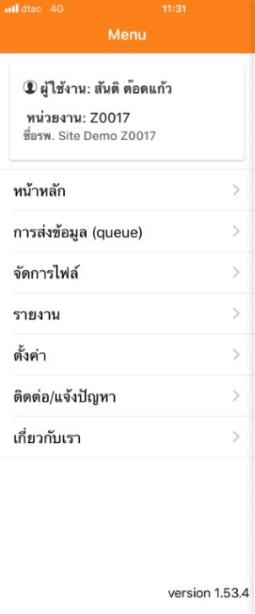 dtac 4G 11:31
Menu
ผู้ใช้งาน: สันติ ต๊อดแก้ว
หน่วยงาน: Z0017
ชื่อรพ. Site Demo Z0017
หน้าหลัก
การส่งข้อมูล (queue)
จัดการไฟล์
รายงาน
ตั้งค่า
ติดต่อ/แจ้งปัญหา
เกี่ยวกับเรา
version 1.53.4